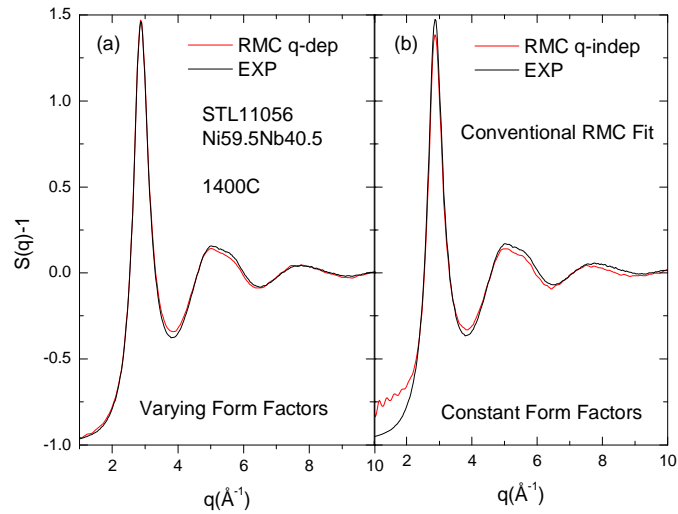 (a)
RMC q-dep
EXP
STL11056
Ni59.5Nb40.5
1400C
Varying Form Factors
(b)
RMC q-indep
EXP
Conventional RMC Fit
Constant Form Factors
S(q)-1
1.5
1.0
0.5
0.0
-0.5
-1.0
2 4 6 8 10 2 4 6 8 10
q(Å⁻¹) q(Å⁻¹)